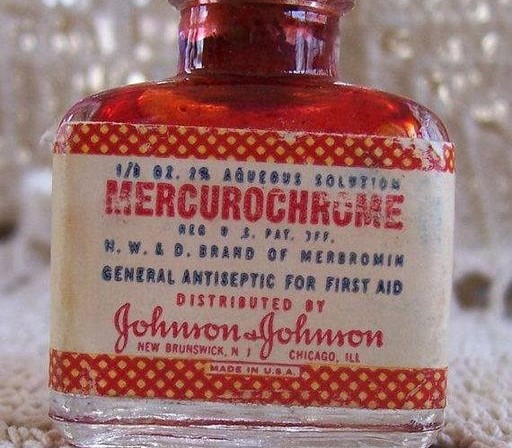 1/8 OZ. 2% AQUEOUS SOLUTION
MERCUROCHROME
REG U.S. PAT. OFF.
H. W. & D. BRAND OF MERBROMIN
GENERAL ANTISEPTIC FOR FIRST AID
DISTRIBUTED BY
Johnson & Johnson
NEW BRUNSWICK, N J CHICAGO, ILL
MADE IN U.S.A.